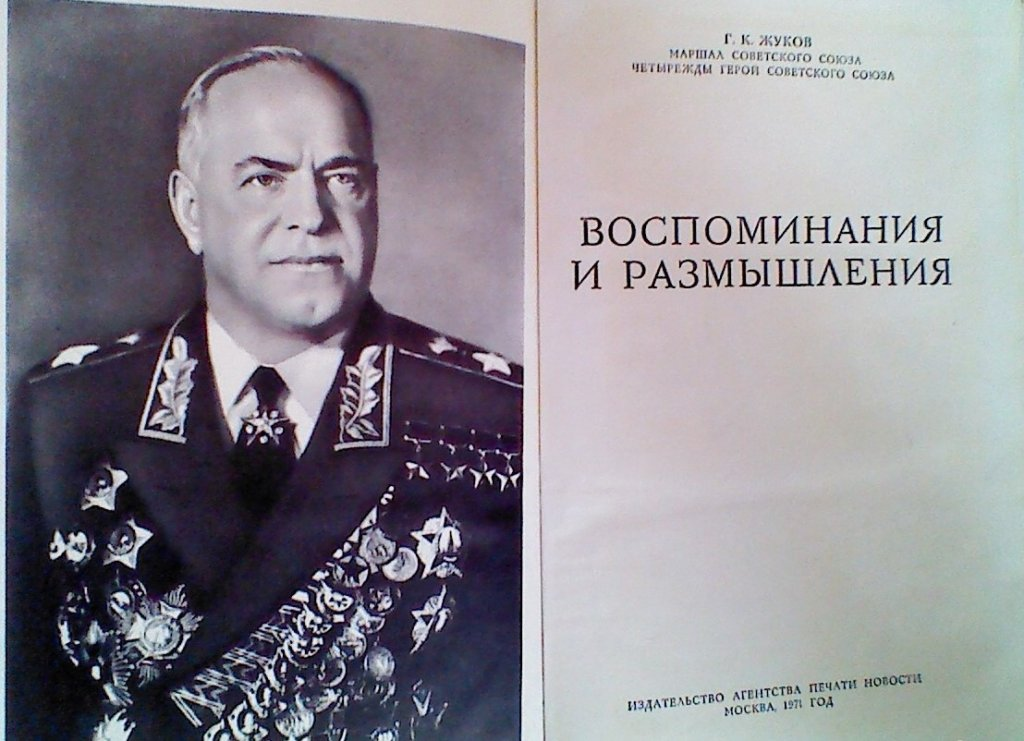 Г. К. ЖУКОВ
МАРШАЛ СОВЕТСКОГО СОЮЗА
ЧЕТЫРЕЖДЫ ГЕРОЙ СОВЕТСКОГО СОЮЗА
ВОСПОМИНАНИЯ
И РАЗМЫШЛЕНИЯ
ИЗДАТЕЛЬСТВО АГЕНТСТВА ПЕЧАТИ НОВОСТИ
МОСКВА, 1971 ГОД